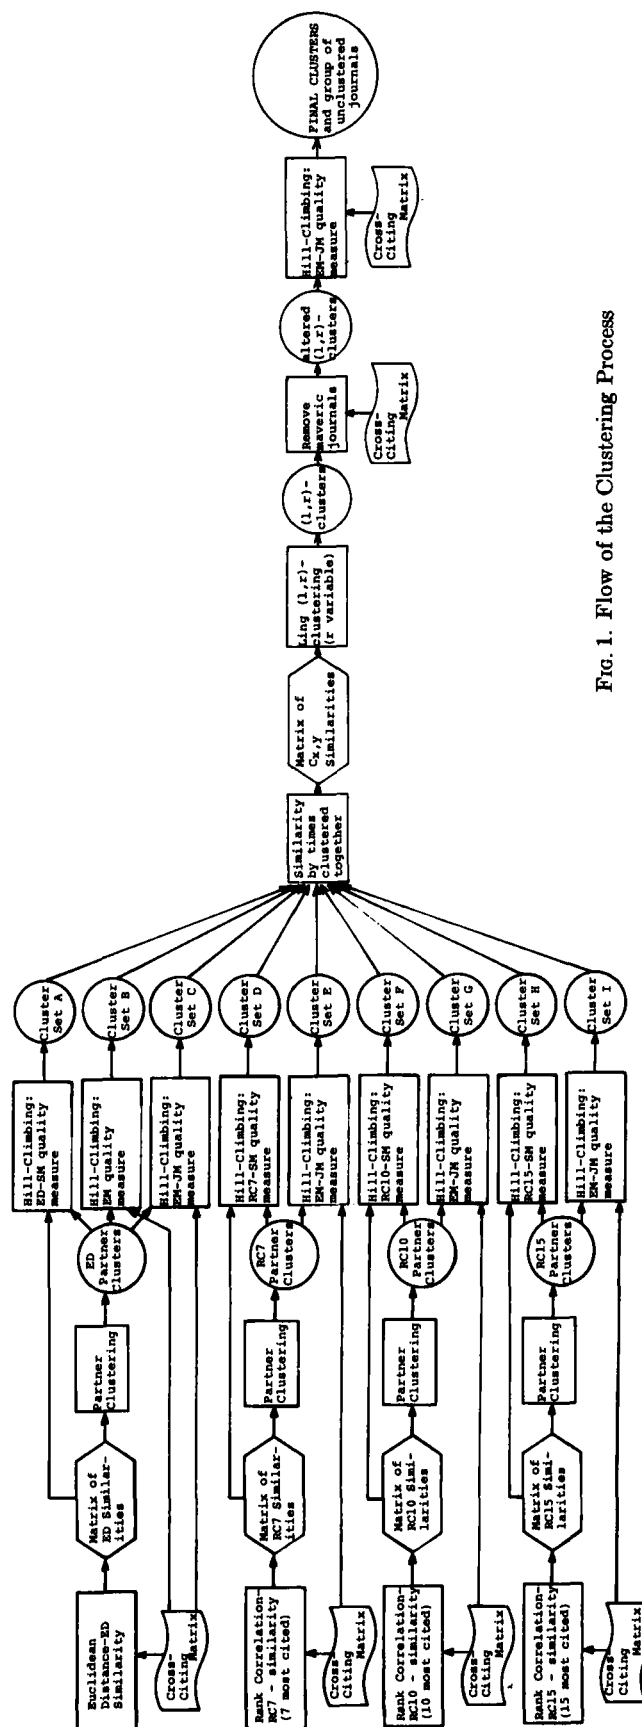 Euclidean
Distance-ED
Similarity
Cross-
Citing
Matrix
Matrix of
ED Similar-
ities
Partner
Clustering
ED
Partner
Clusters
Hill-Climbing:
ED-SM quality
measure
Hill-Climbing:
EM quality
measure
Hill-Climbing:
EM-JM quality
measure
Cluster
Set A
Cluster
Set B
Cluster
Set C
Rank Correlation-
RC7 - similarity
(7 most cited)
Cross-
Citing
Matrix
Matrix of
RC7 Similar-
ities
Partner
Clustering
RC7
Partner
Clusters
Hill-Climbing:
RC7-SM quality
measure
Hill-Climbing:
EM-JM quality
measure
Cluster
Set D
Cluster
Set E
Rank Correlation-
RC10 - similarity
(10 most cited)
Cross-
Citing
Matrix
Matrix of
RC10 Simi-
larities
Partner
Clustering
RC10
Partner
Clusters
Hill-Climbing:
RC10-SM quality
measure
Hill-Climbing:
EM-JM quality
measure
Cluster
Set F
Cluster
Set G
Rank Correlation-
RC15 - similarity
(15 most cited)
Cross-
Citing
Matrix
Matrix of
RC15 Simi-
larities
Partner
Clustering
RC15
Partner
Clusters
Hill-Climbing:
RC15-SM quality
measure
Hill-Climbing:
EM-JM quality
measure
Cluster
Set H
Cluster
Set I
Similarity
by times
clustered
together
Matrix of
Cx,y
Similarities
Ling (1,r)-
clustering
(r variable)
(1,r)-
clusters
Remove
maveric
journals
Cross-
Citing
Matrix
altered
(1,r)-
clusters
Hill-Climbing:
EM-JM quality
measure
Cross-
Citing
Matrix
FINAL CLUSTERS
and group of
unclustered
journals
FIG. 1. Flow of the Clustering Process